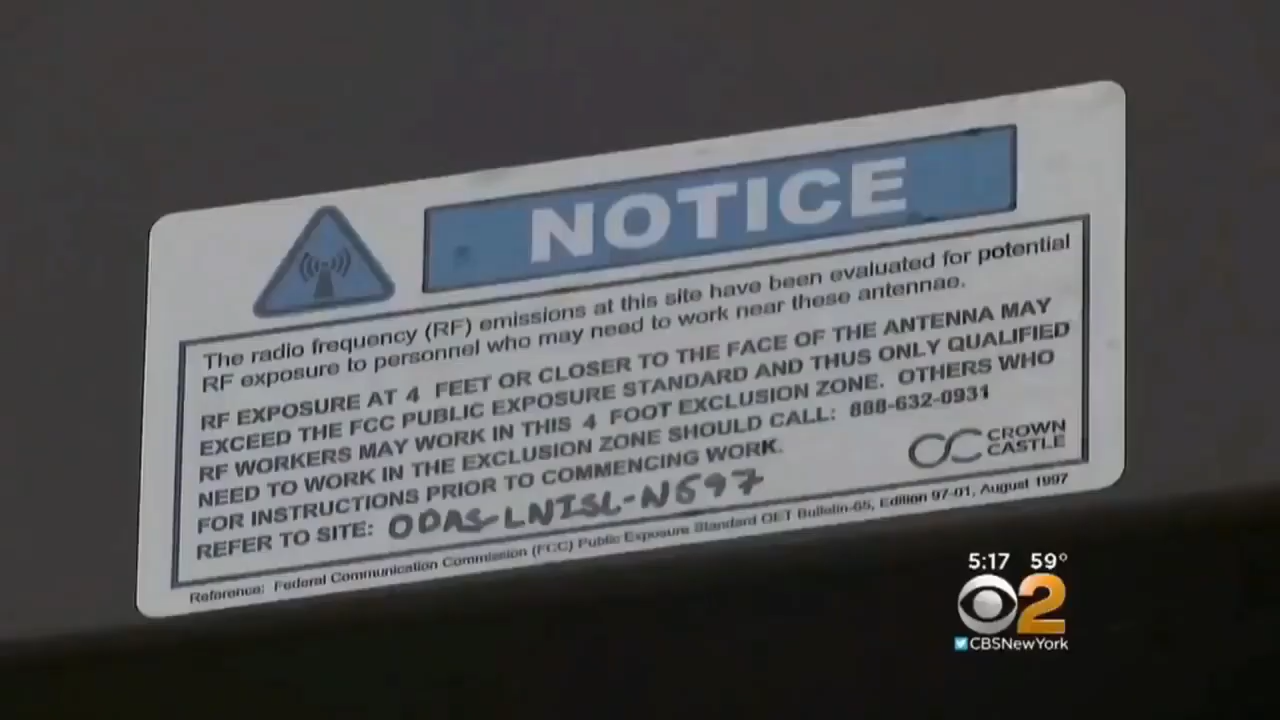 NOTICE
The radio frequency (RF) emissions at this site have been evaluated for potential
RF exposure to personnel who may need to work near these antennae.
RF EXPOSURE AT 4 FEET OR CLOSER TO THE FACE OF THE ANTENNA MAY
EXCEED THE FCC PUBLIC EXPOSURE STANDARD AND THUS ONLY QUALIFIED
RF WORKERS MAY WORK IN THIS 4 FOOT EXCLUSION ZONE. OTHERS WHO
NEED TO WORK IN THE EXCLUSION ZONE SHOULD CALL: 888-632-0931
FOR INSTRUCTIONS PRIOR TO COMMENCING WORK.
CROWN
CASTLE
REFER TO SITE: ODAS-LNISL-N597
Reference: Federal Communication Commission (FCC) Public Exposure Standard OET Bulletin-65, Edition 97-01, August 1997
5:17 59°
2
CBSNewYork